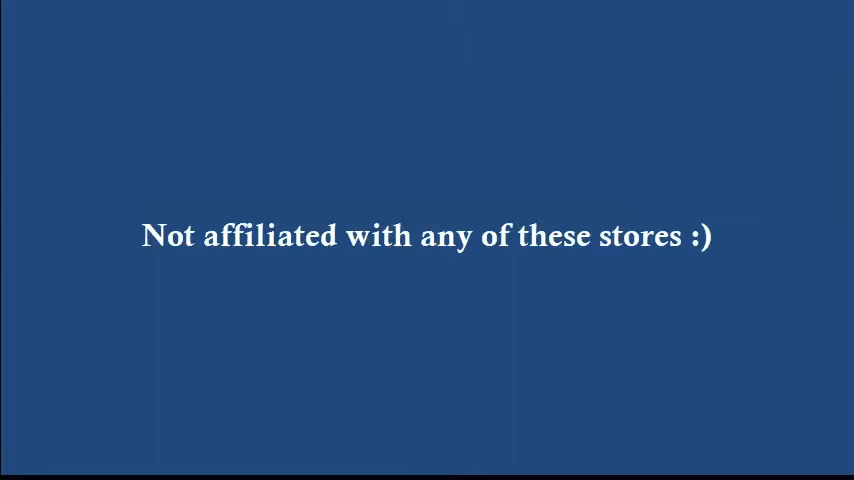 Not affiliated with any of these stores :)